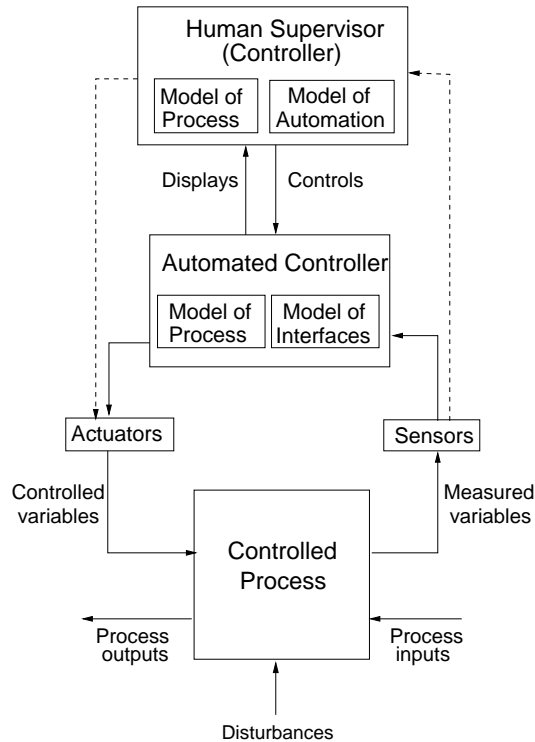 Human Supervisor
(Controller)
Model of
Process
Model of
Automation
Displays
Controls
Automated Controller
Model of
Process
Model of
Interfaces
Actuators
Sensors
Controlled
variables
Measured
variables
Controlled
Process
Process
outputs
Process
inputs
Disturbances